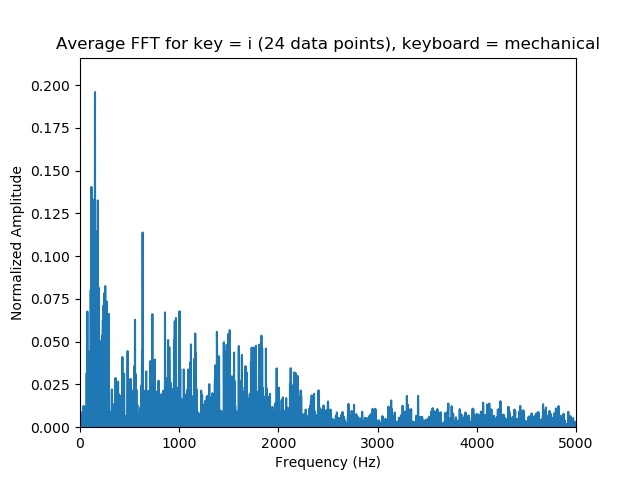 Average FFT for key = i (24 data points), keyboard = mechanical
0.200
0.175
0.150
0.125
0.100
0.075
0.050
0.025
0.000
Normalized Amplitude
0 1000 2000 3000 4000 5000
Frequency (Hz)